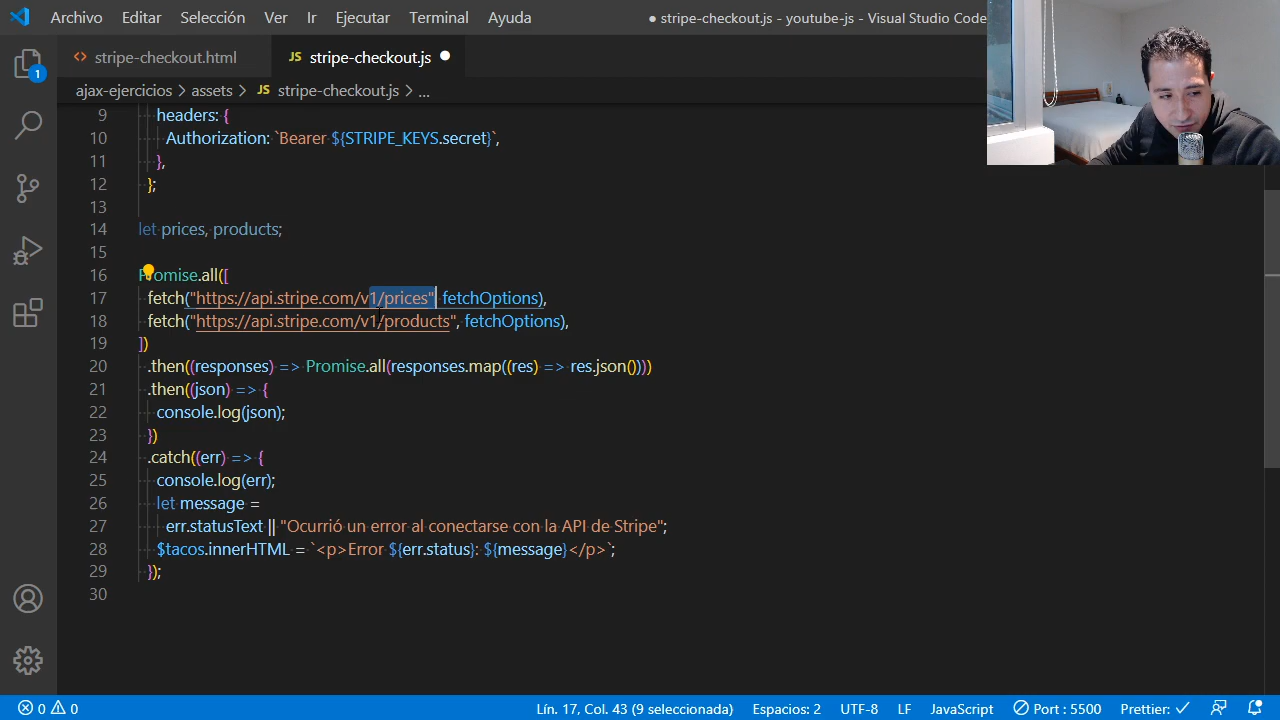 Archivo Editar Selección Ver Ir Ejecutar Terminal Ayuda ● stripe-checkout.js - youtube-js - Visual Studio Code
<> stripe-checkout.html JS stripe-checkout.js ●
ajax-ejercicios > assets > JS stripe-checkout.js > ...
9 headers: {
10 Authorization: `Bearer ${STRIPE_KEYS.secret}`,
11 },
12 };
13
14 let prices, products;
15
16 Promise.all([
17 fetch("https://api.stripe.com/v1/prices" fetchOptions),
18 fetch("https://api.stripe.com/v1/products", fetchOptions),
19 ])
20 .then((responses) => Promise.all(responses.map((res) => res.json())))
21 .then((json) => {
22 console.log(json);
23 })
24 .catch((err) => {
25 console.log(err);
26 let message =
27 err.statusText || "Ocurrió un error al conectarse con la API de Stripe";
28 $tacos.innerHTML = `<p>Error ${err.status}: ${message}</p>`;
29 });
30
1
0 0 Lín. 17, Col. 43 (9 seleccionada) Espacios: 2 UTF-8 LF JavaScript Port : 5500 Prettier: ✓